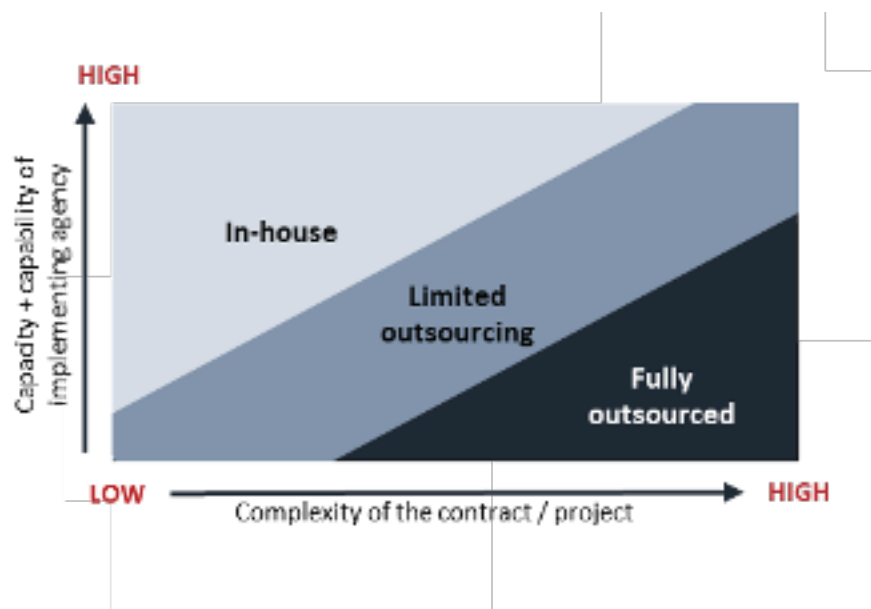 HIGH
Capacity + capability of
implementing agency
In-house
Limited
outsourcing
Fully
outsourced
LOW
HIGH
Complexity of the contract / project